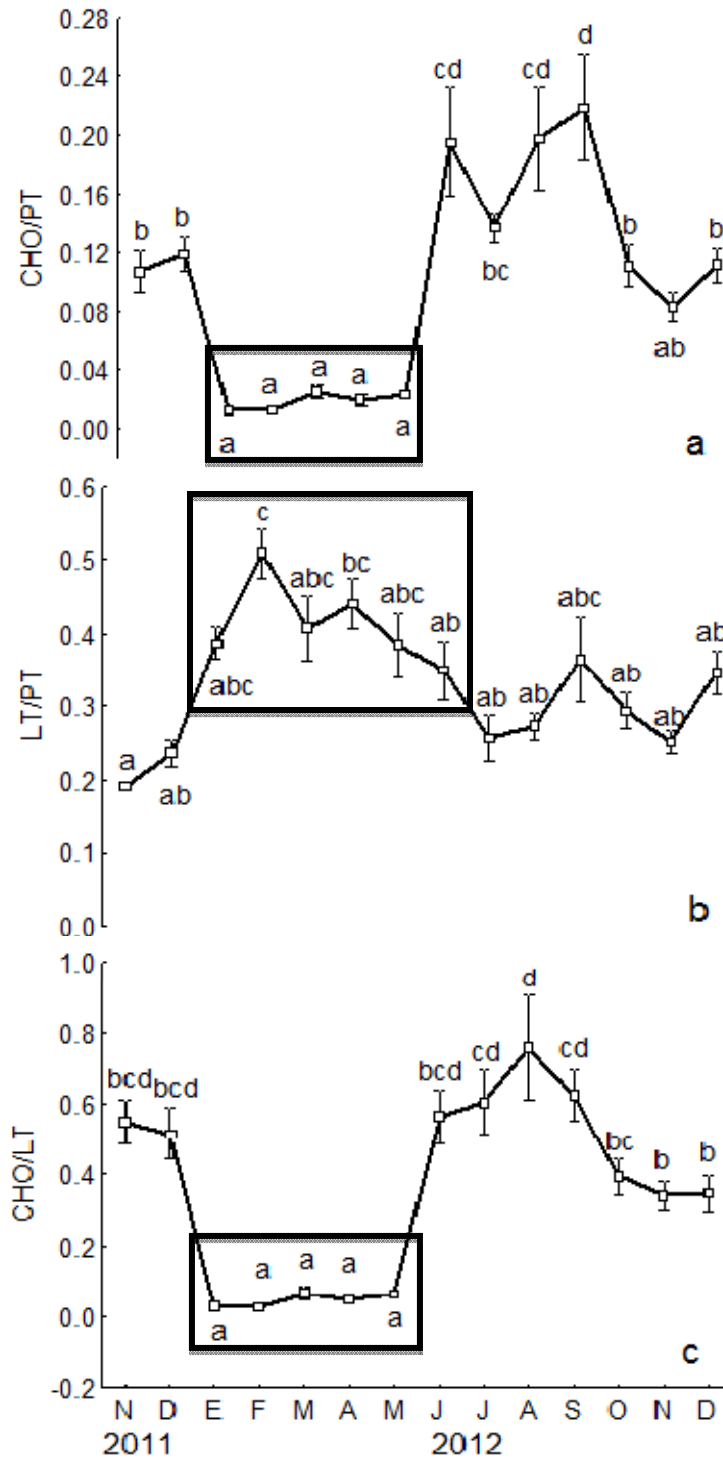 0.28
0.24
0.20
0.16
0.12
0.08
0.04
0.00
CHO/PT
b
b
a
a
a
a
a
cd
bc
cd
d
b
ab
b
a
0.6
0.5
0.4
0.3
0.2
0.1
0.0
LT/PT
a
ab
abc
c
abc
bc
abc
ab
ab
ab
abc
ab
ab
ab
b
1.0
0.8
0.6
0.4
0.2
0.0
-0.2
CHO/LT
bcd
bcd
a
a
a
a
a
bcd
cd
d
cd
bc
b
b
c
N D E F M A M J J A S O N D
2011 2012